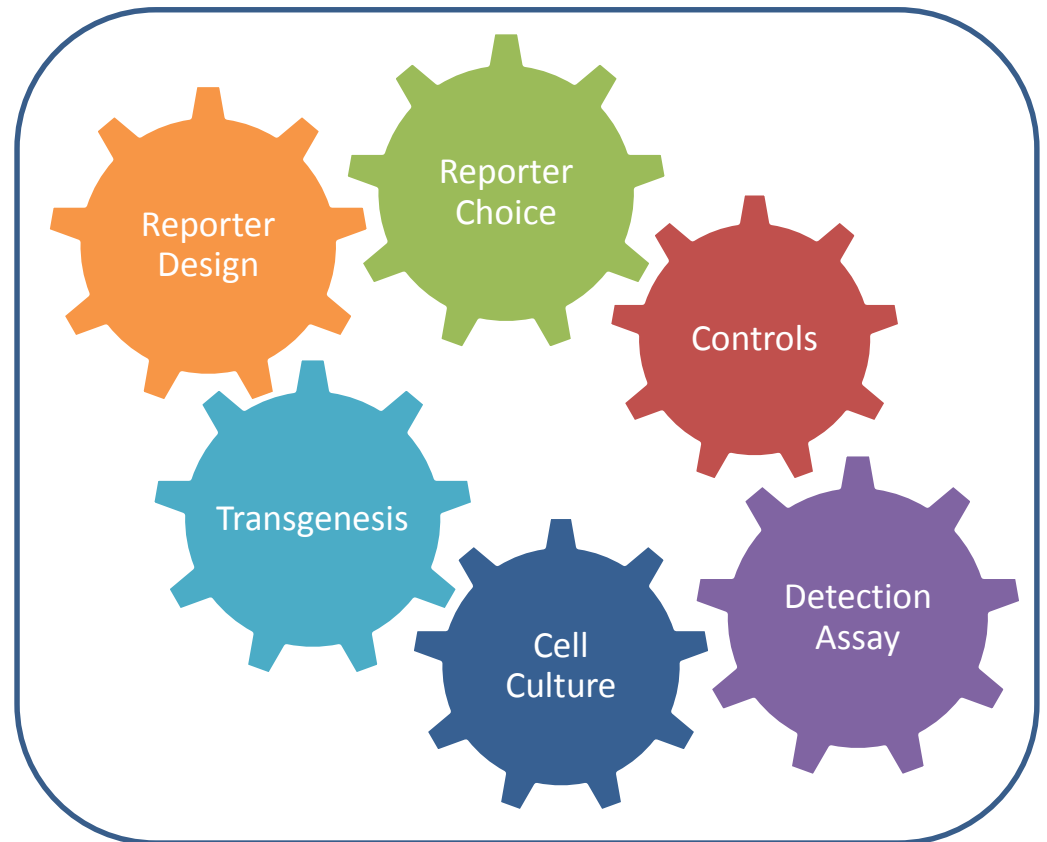 Reporter
Design
Reporter
Choice
Controls
Transgenesis
Cell
Culture
Detection
Assay